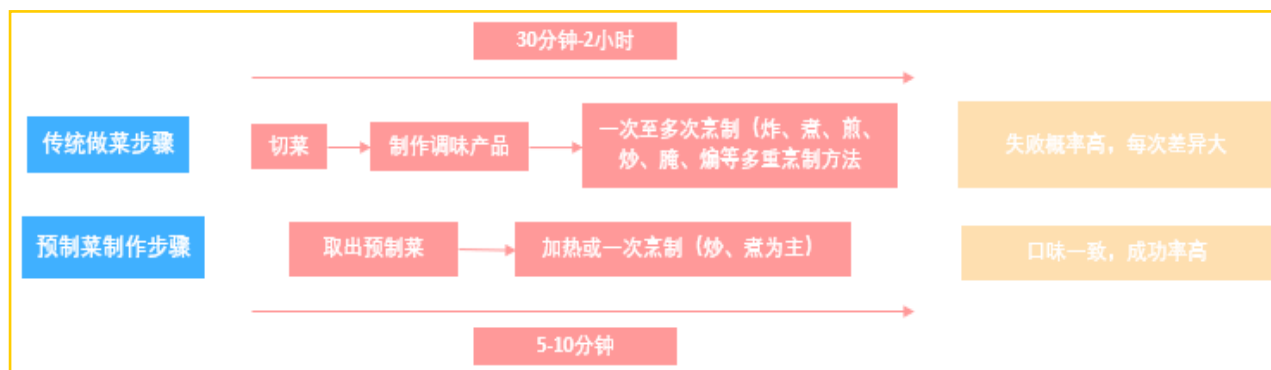 30分钟-2小时
传统做菜步骤
切菜
制作调味产品
一次至多次烹制（炸、煮、煎、
炒、腌、煸等多重烹制方法
失败概率高，每次差异大
预制菜制作步骤
取出预制菜
加热或一次烹制（炒、煮为主）
口味一致，成功率高
5-10分钟